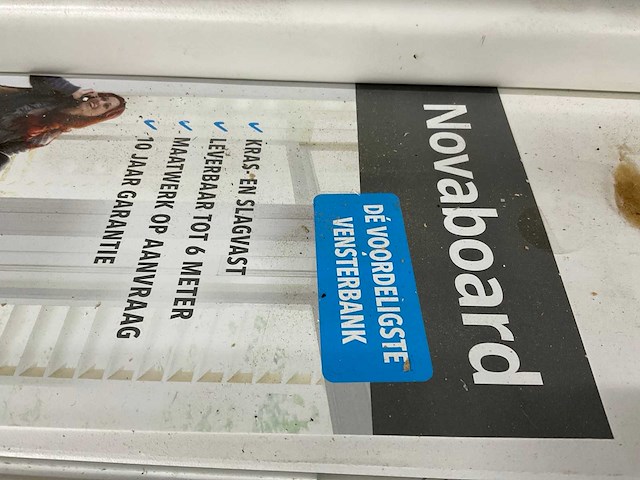 Novaboard
DÉ VOORDELIGSTE
VENSTERBANK
KRAS- EN SLAGVAST
LEVERBAAR TOT 6 METER
MAATWERK OP AANVRAAG
10 JAAR GARANTIE